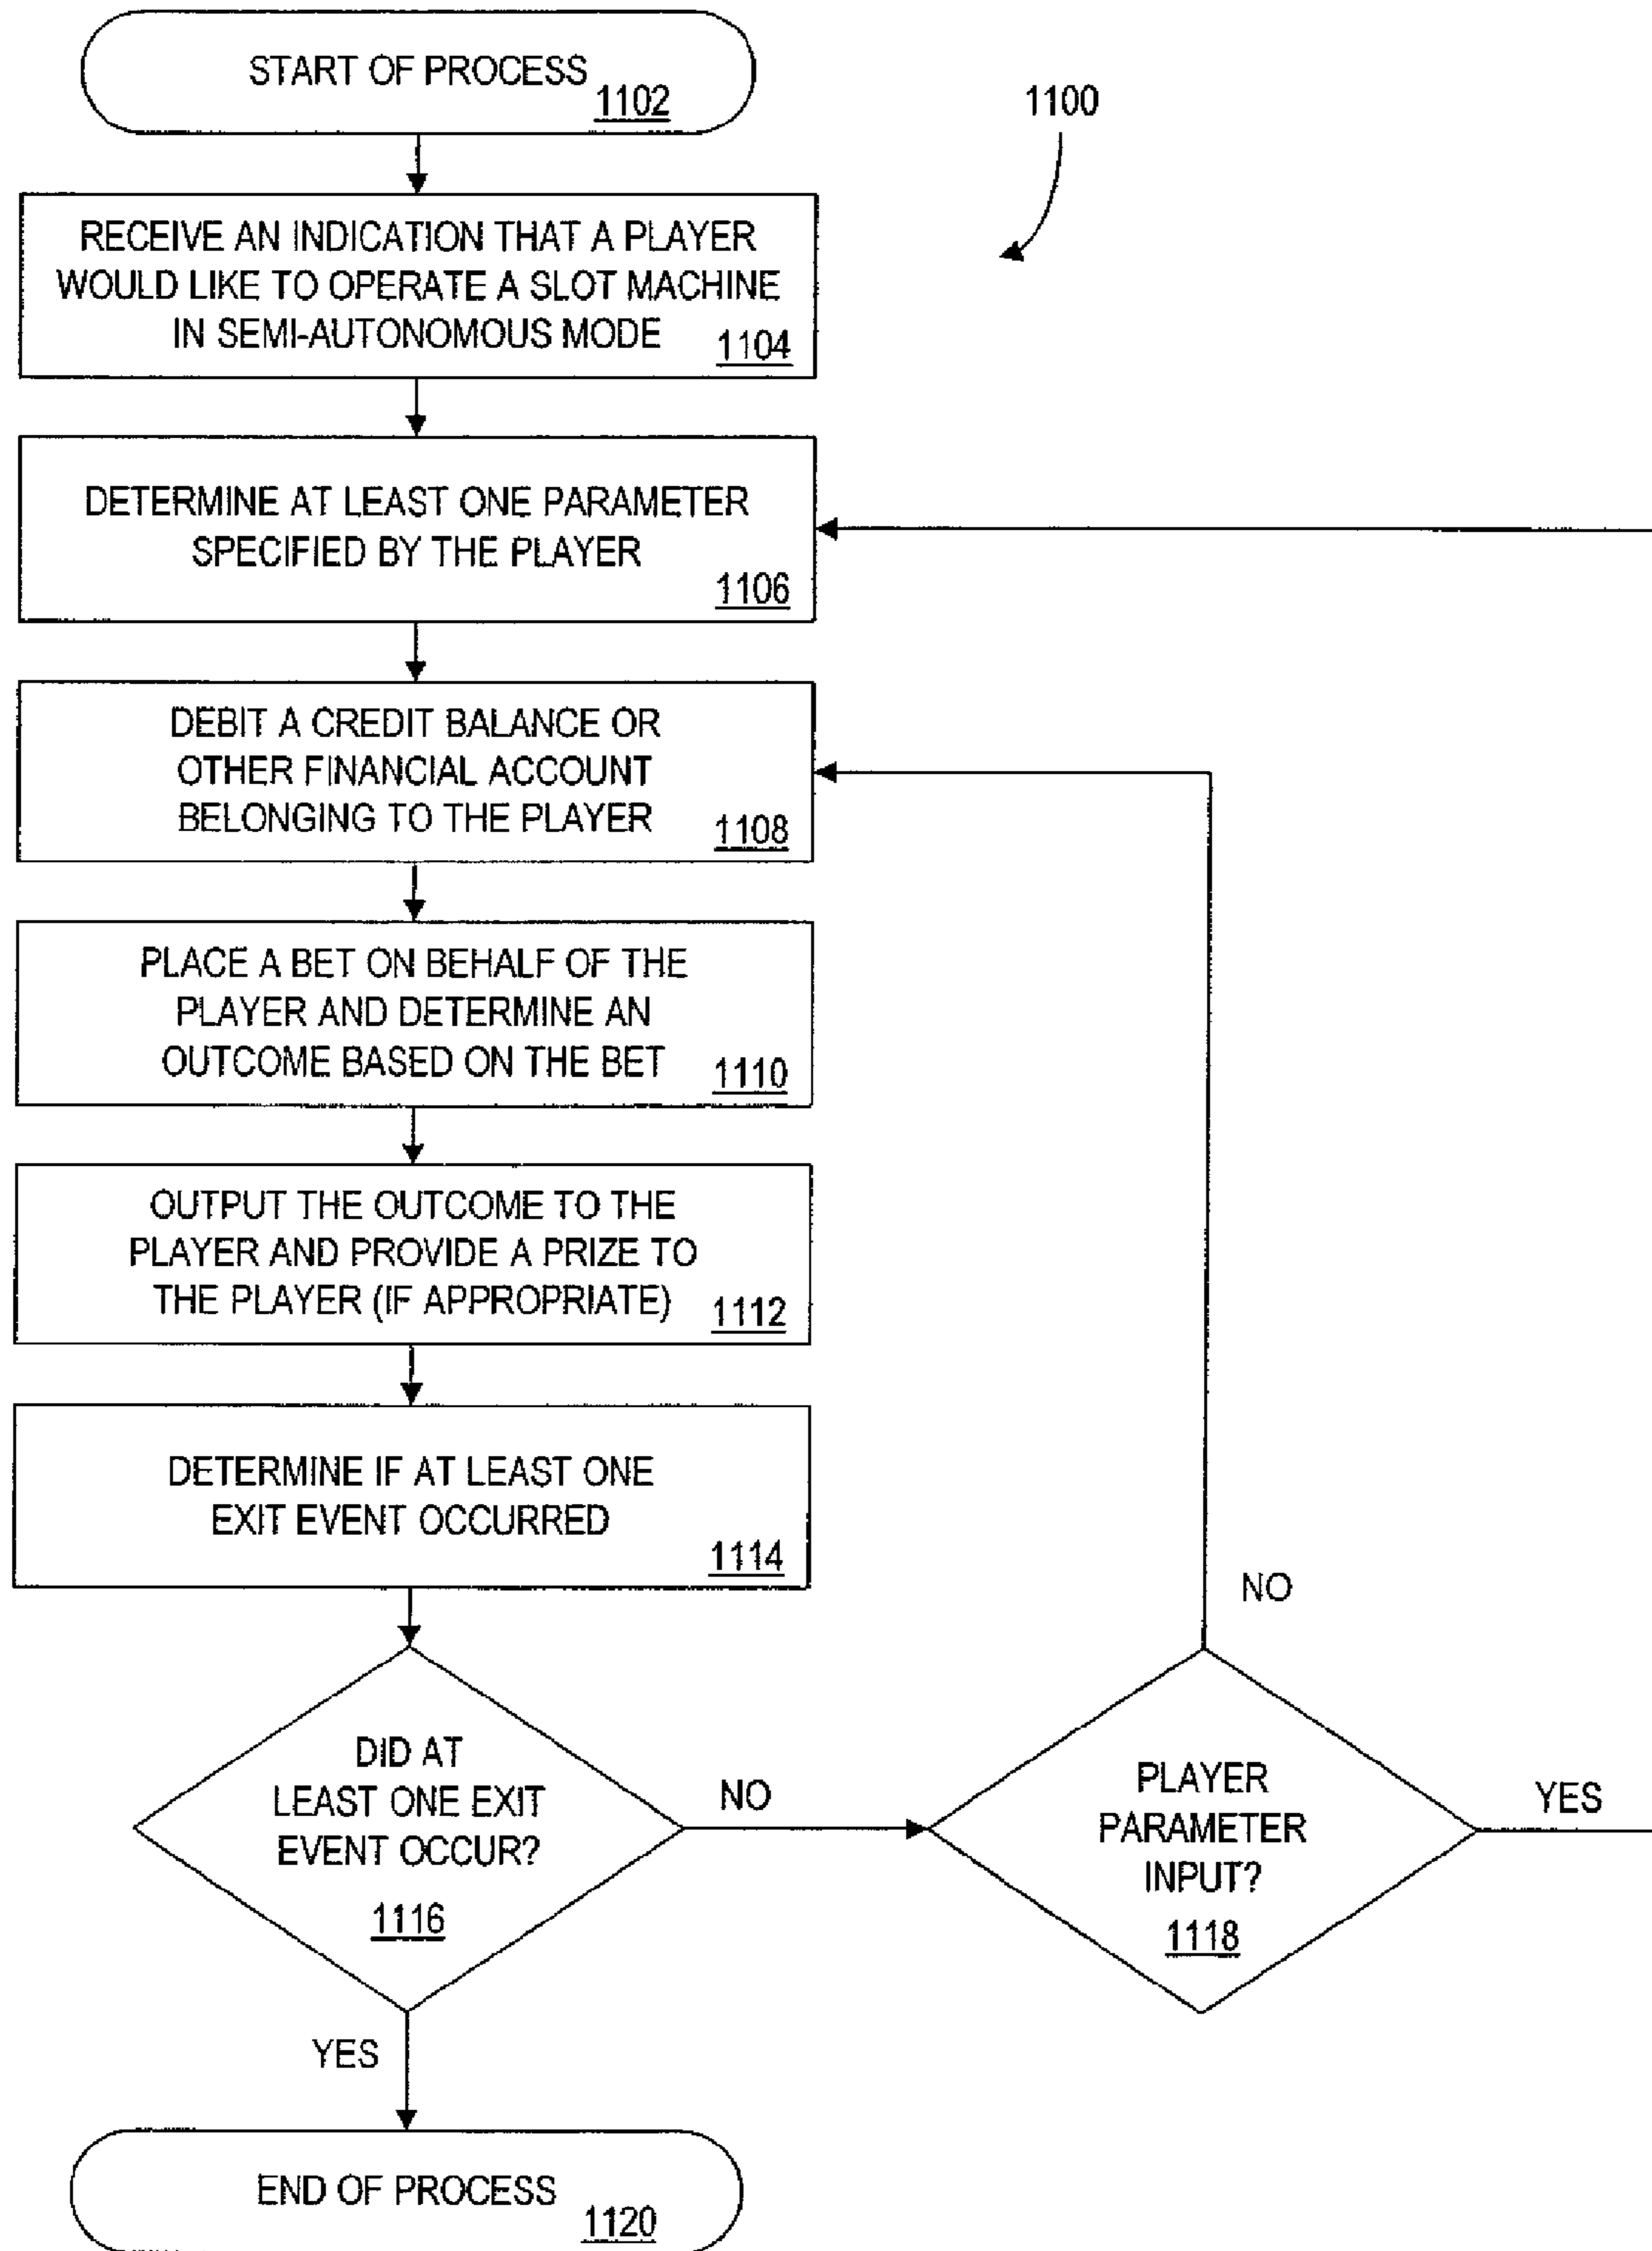 START OF PROCESS
1102
1100
RECEIVE AN INDICATION THAT A PLAYER
WOULD LIKE TO OPERATE A SLOT MACHINE
IN SEMI-AUTONOMOUS MODE
1104
DETERMINE AT LEAST ONE PARAMETER
SPECIFIED BY THE PLAYER
1106
DEBIT A CREDIT BALANCE OR
OTHER FINANCIAL ACCOUNT
BELONGING TO THE PLAYER
1108
PLACE A BET ON BEHALF OF THE
PLAYER AND DETERMINE AN
OUTCOME BASED ON THE BET
1110
OUTPUT THE OUTCOME TO THE
PLAYER AND PROVIDE A PRIZE TO
THE PLAYER (IF APPROPRIATE)
1112
DETERMINE IF AT LEAST ONE
EXIT EVENT OCCURRED
1114
DID AT
LEAST ONE EXIT
EVENT OCCUR?
1116
NO
PLAYER
PARAMETER
INPUT?
1118
NO
YES
YES
END OF PROCESS
1120